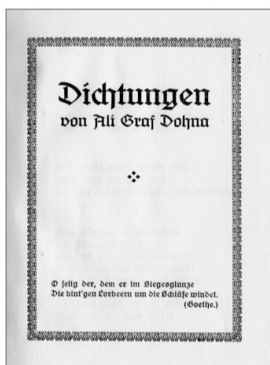 Dichtungen
von Ali Graf Dohna
O selig der, dem er im Siegesglanze
Die blut'gen Lorbeern um die Schläfe windet.
(Goethe.)